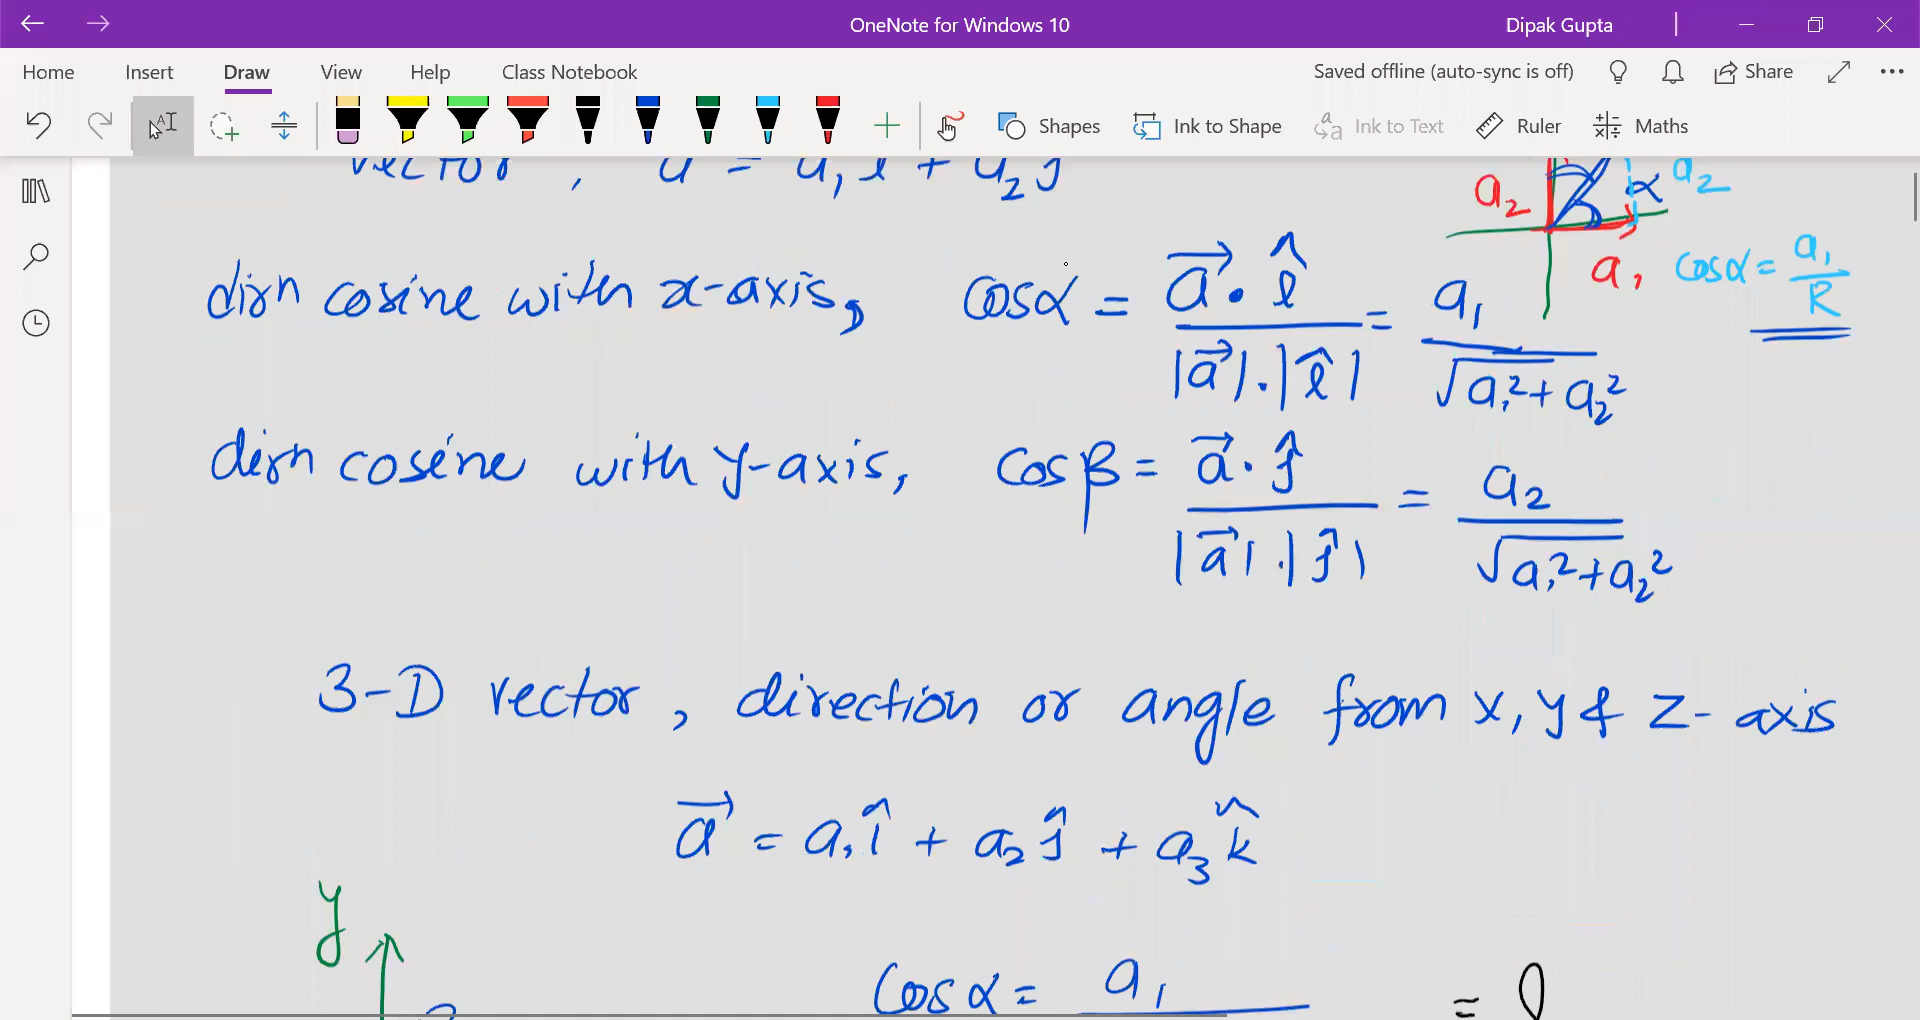 OneNote for Windows 10
Dipak Gupta
Home Insert Draw View Help Class Notebook
Saved offline (auto-sync is off) Share
Shapes Ink to Shape Ink to Text Ruler Maths
vector, a = a₁ î + a₂ ĵ
a₂ α a₂
a₁ cosα = a₁/R
dirn cosine with x-axis, cosα = a⃗ · î / |a⃗|.|î| = a₁ / √a₁²+a₂²
dirn cosine with y-axis, cosβ = a⃗ · ĵ / |a⃗|.|ĵ| = a₂ / √a₁²+a₂²
3-D vector, direction or angle from x, y & z-axis
a⃗ = a₁î + a₂ĵ + a₃k̂
y
cosα = a₁ =